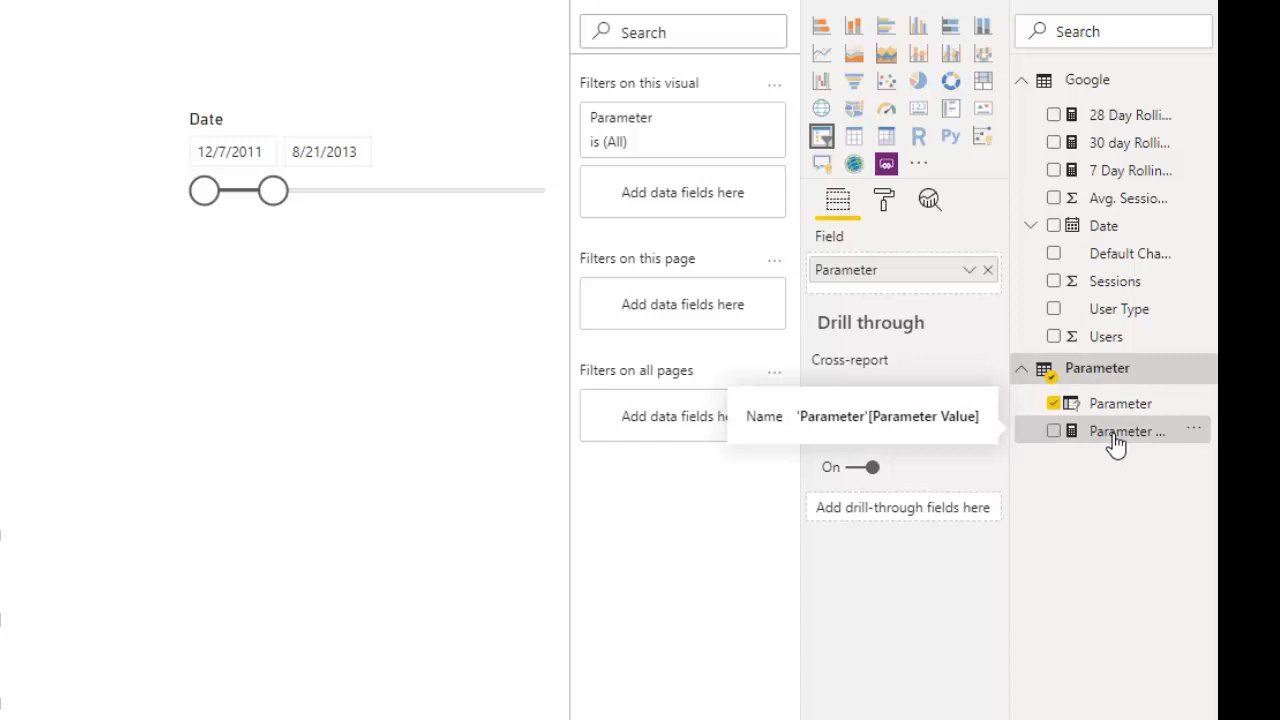 Date
12/7/2011
8/21/2013
Search
Filters on this visual
...
Parameter
is (All)
Add data fields here
Filters on this page
...
Add data fields here
Filters on all pages
...
Add data fields he
R
Py
123
...
Field
Parameter
Drill through
Cross-report
Name 'Parameter'[Parameter Value]
On
Add drill-through fields here
Search
Google
28 Day Rolli...
30 day Rolli...
7 Day Rollin...
Σ Avg. Sessio...
Date
Default Cha...
Σ Sessions
User Type
Σ Users
Parameter
Parameter
Parameter ...
...